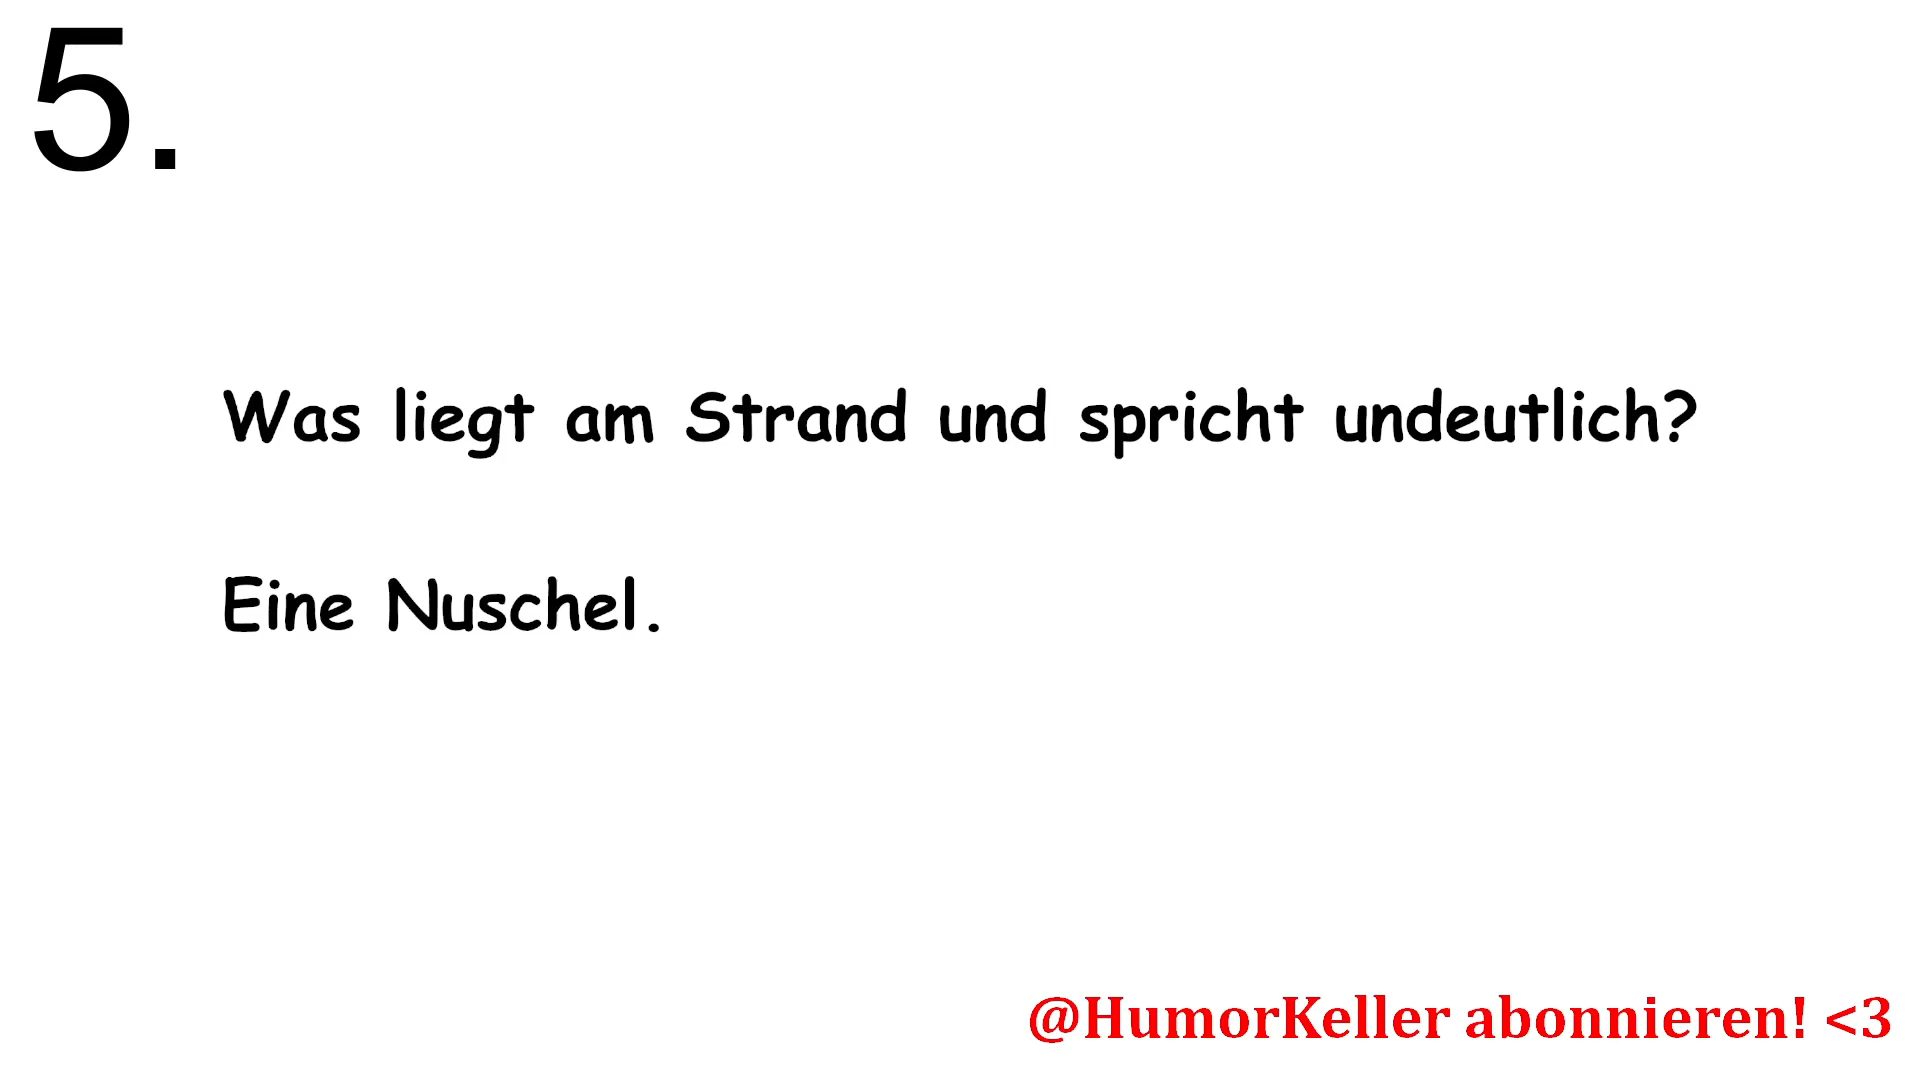 5.
Was liegt am Strand und spricht undeutlich?
Eine Nuschel.
@HumorKeller abonnieren! <3